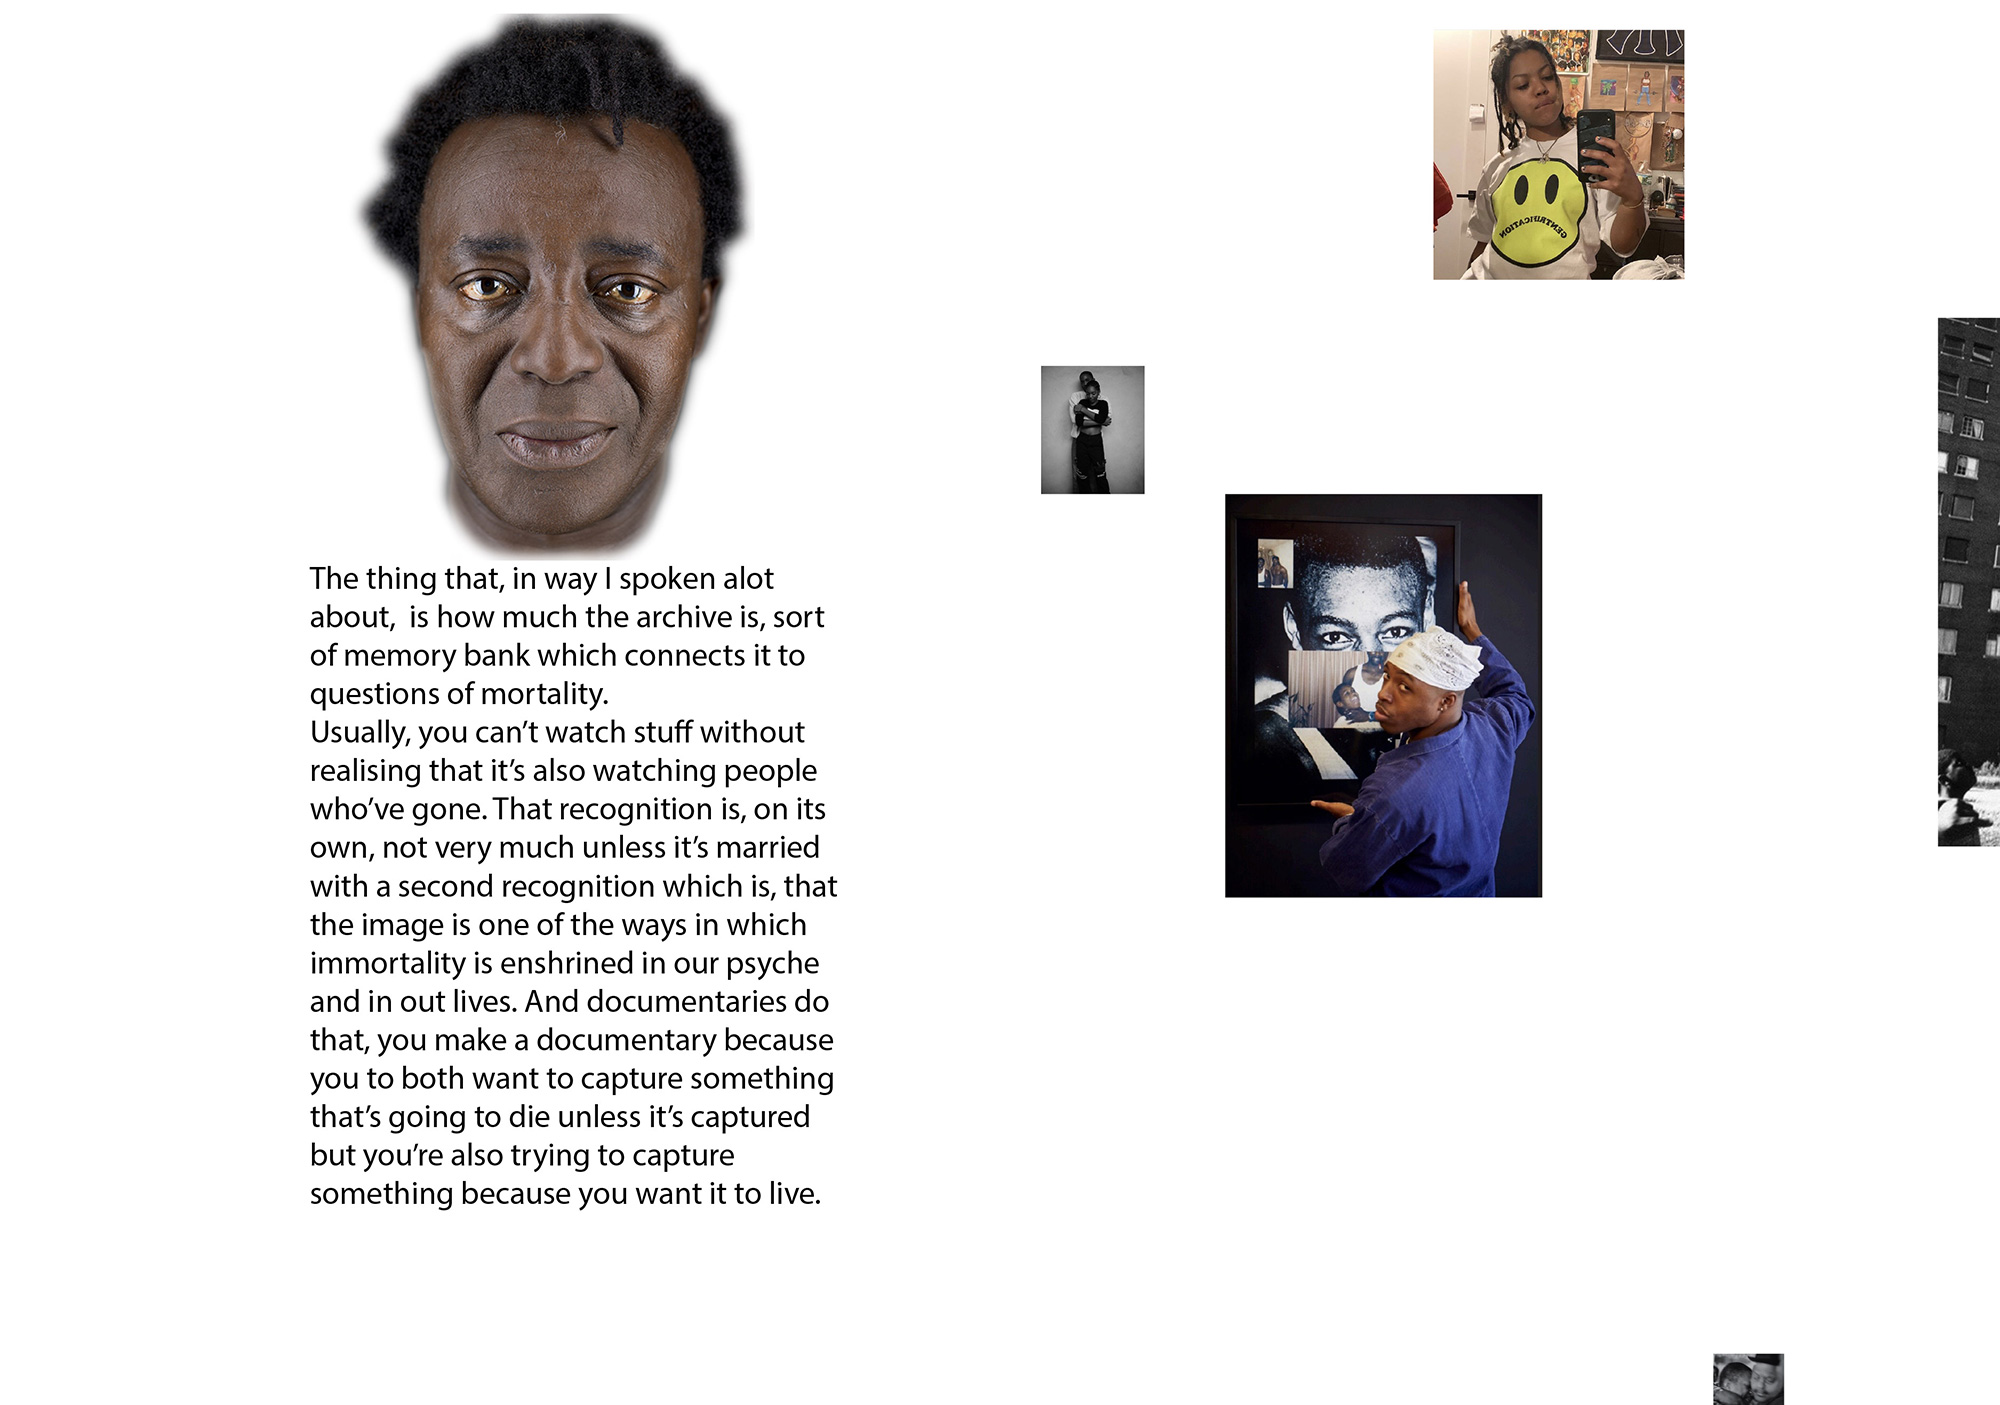 The thing that, in way I spoken alot
about,  is how much the archive is, sort
of memory bank which connects it to
questions of mortality.
Usually, you can’t watch stuff without
realising that it’s also watching people
who’ve gone. That recognition is, on its
own, not very much unless it’s married
with a second recognition which is, that
the image is one of the ways in which
immortality is enshrined in our psyche
and in out lives. And documentaries do
that, you make a documentary because
you to both want to capture something
that’s going to die unless it’s captured
but you’re also trying to capture
something because you want it to live.
GENTRIFICATION